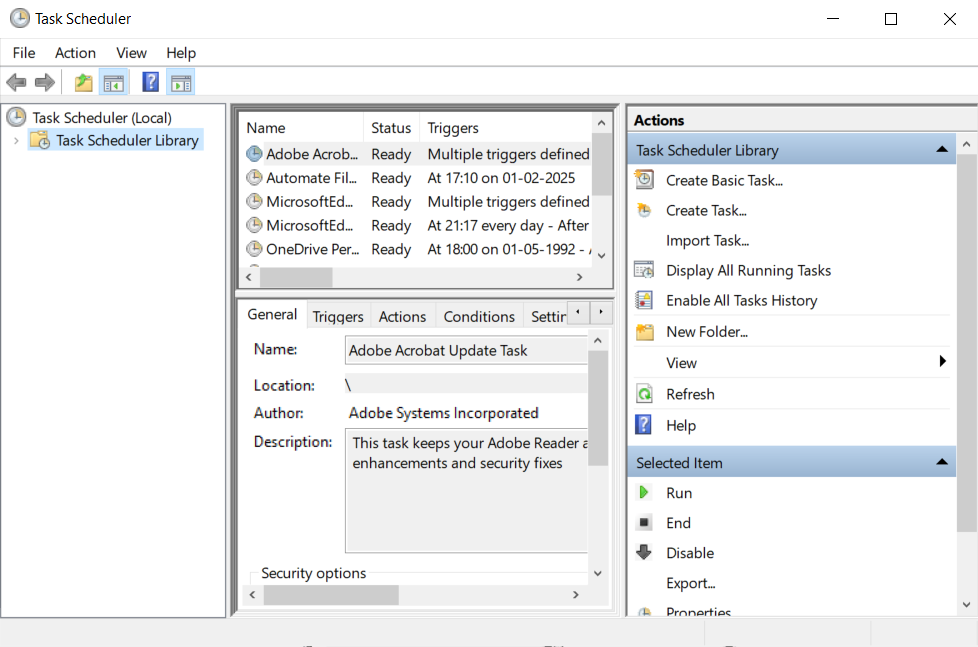 Task Scheduler
File Action View Help
Task Scheduler (Local)
Task Scheduler Library
Name Status Triggers
Adobe Acrob... Ready Multiple triggers defined
Automate Fil... Ready At 17:10 on 01-02-2025
MicrosoftEd... Ready Multiple triggers defined
MicrosoftEd... Ready At 21:17 every day - After
OneDrive Per... Ready At 18:00 on 01-05-1992 -
General Triggers Actions Conditions Settin
Name: Adobe Acrobat Update Task
Location: \
Author: Adobe Systems Incorporated
Description: This task keeps your Adobe Reader a
enhancements and security fixes
Security options
Actions
Task Scheduler Library
Create Basic Task...
Create Task...
Import Task...
Display All Running Tasks
Enable All Tasks History
New Folder...
View
Refresh
Help
Selected Item
Run
End
Disable
Export...
Properties